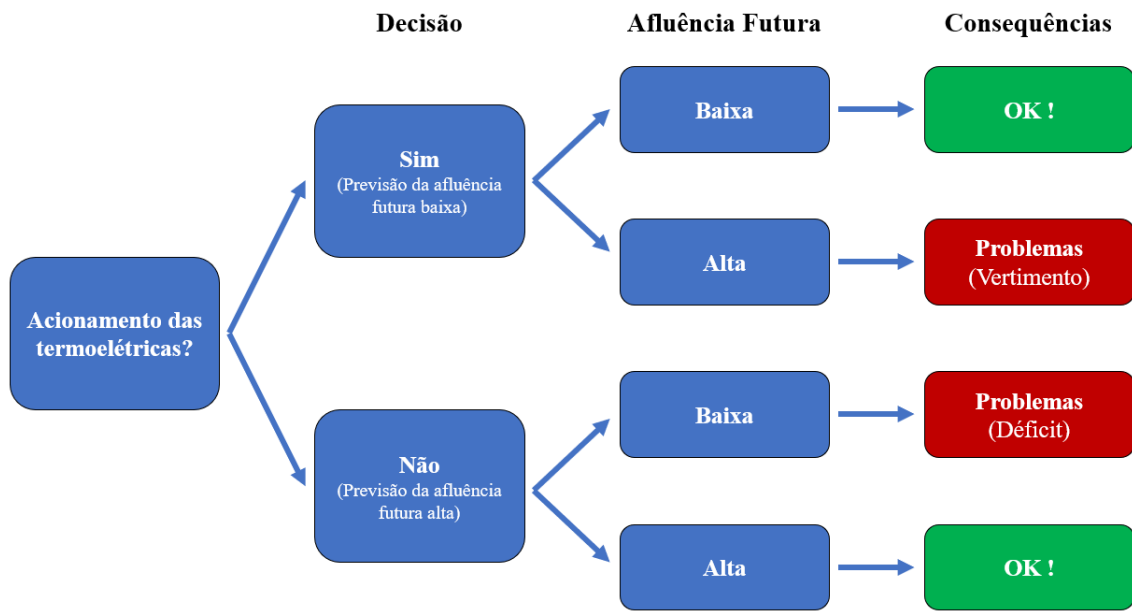 Decisão
Afluência Futura
Consequências
Acionamento das
termoelétricas?
Sim
(Previsão da afluência
futura baixa)
Baixa
OK !
Alta
Problemas
(Vertimento)
Não
(Previsão da afluência
futura alta)
Baixa
Problemas
(Déficit)
Alta
OK !